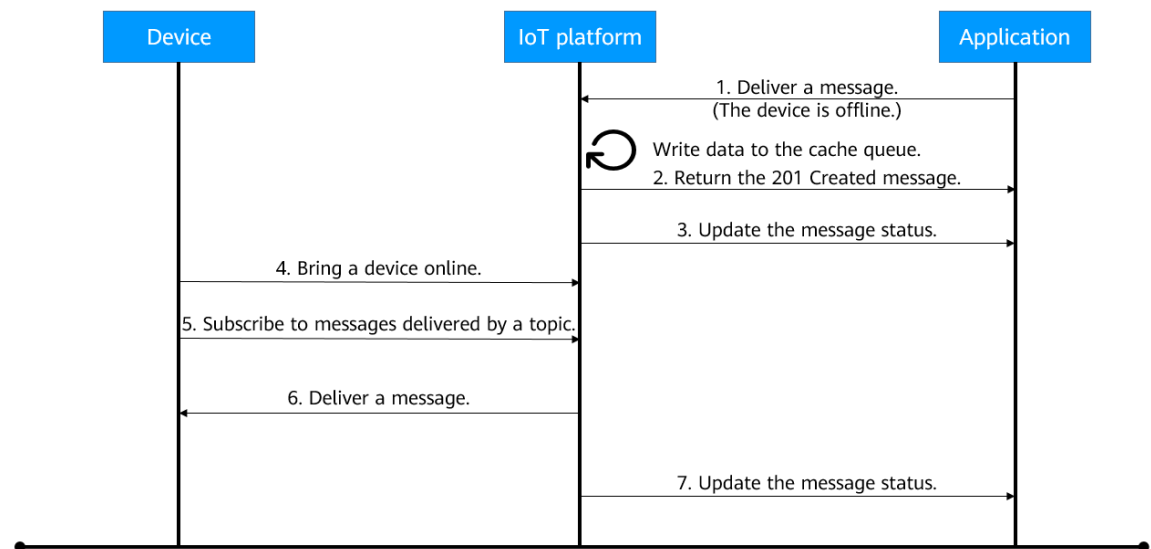 Device
IoT platform
Application
1. Deliver a message.
(The device is offline.)
Write data to the cache queue.
2. Return the 201 Created message.
3. Update the message status.
4. Bring a device online.
5. Subscribe to messages delivered by a topic.
6. Deliver a message.
7. Update the message status.